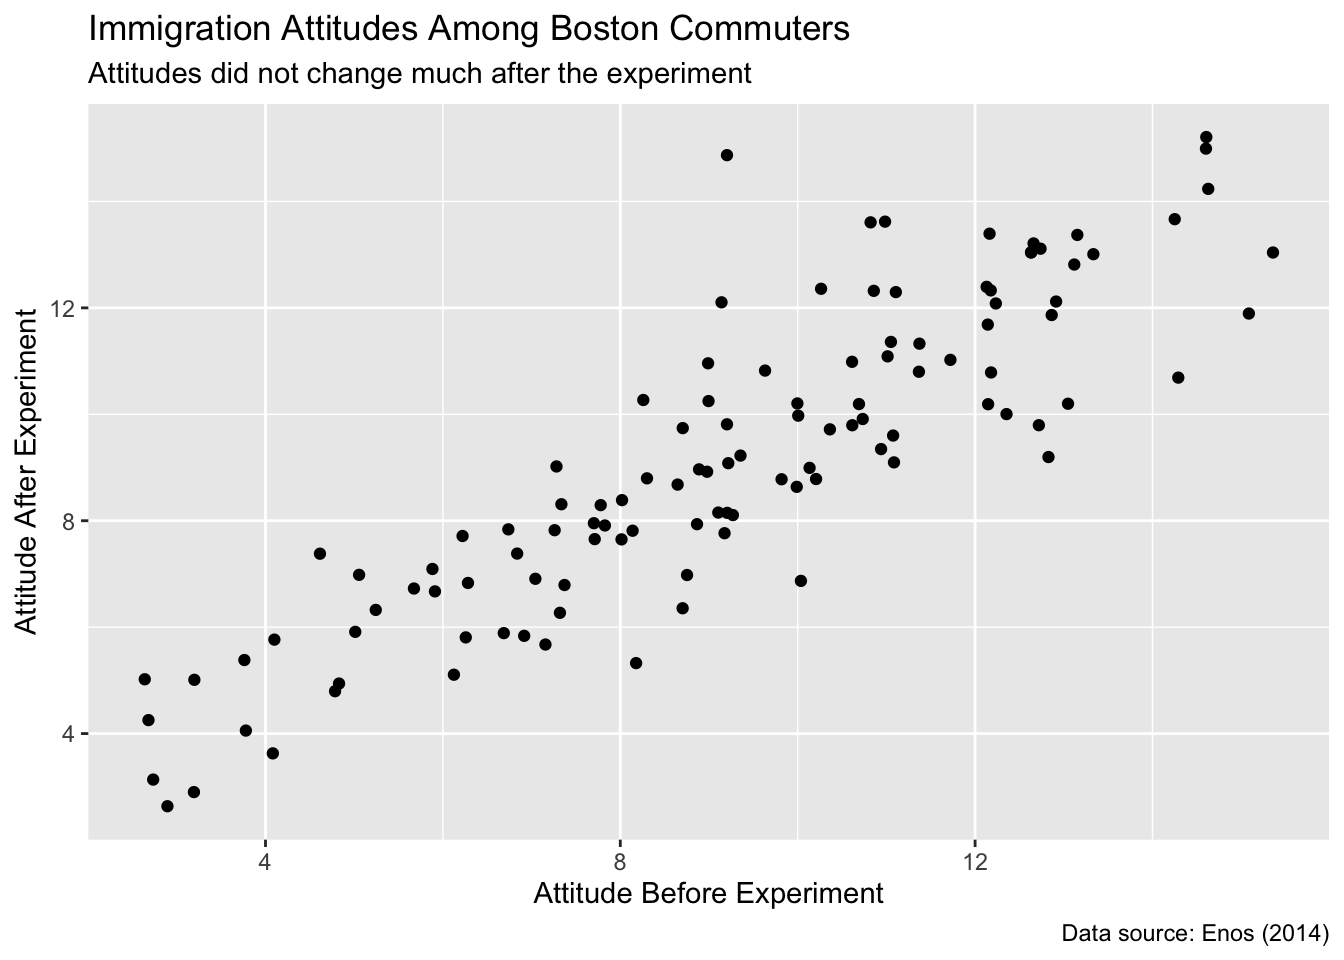 Immigration Attitudes Among Boston Commuters
Attitudes did not change much after the experiment
Attitude After Experiment
12
8
4
4 8 12
Attitude Before Experiment
Data source: Enos (2014)